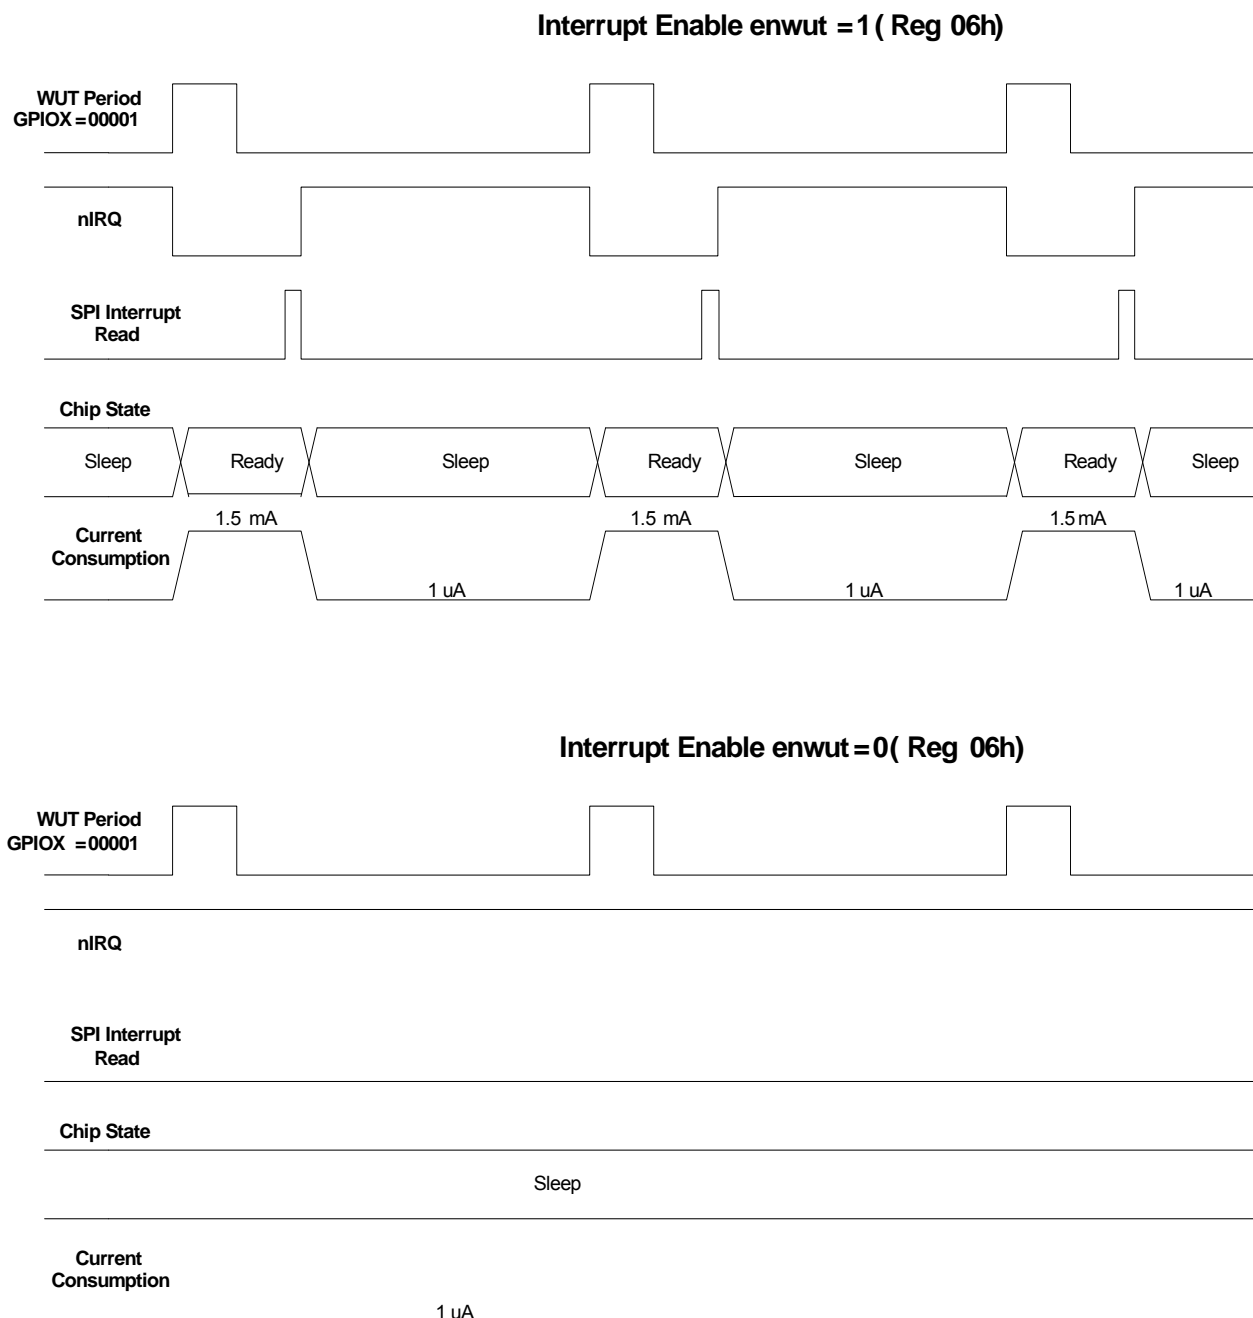 Interrupt Enable enwut =1 ( Reg 06h)
WUT Period
GPIOX =00001
nIRQ
SPI Interrupt
Read
Chip State
Sleep Ready Sleep Ready Sleep Ready Sleep
1.5 mA 1.5 mA 1.5 mA
Current
Consumption
1 uA 1 uA 1 uA
Interrupt Enable enwut =0 ( Reg 06h)
WUT Period
GPIOX =00001
nIRQ
SPI Interrupt
Read
Chip State
Sleep
Current
Consumption
1 uA